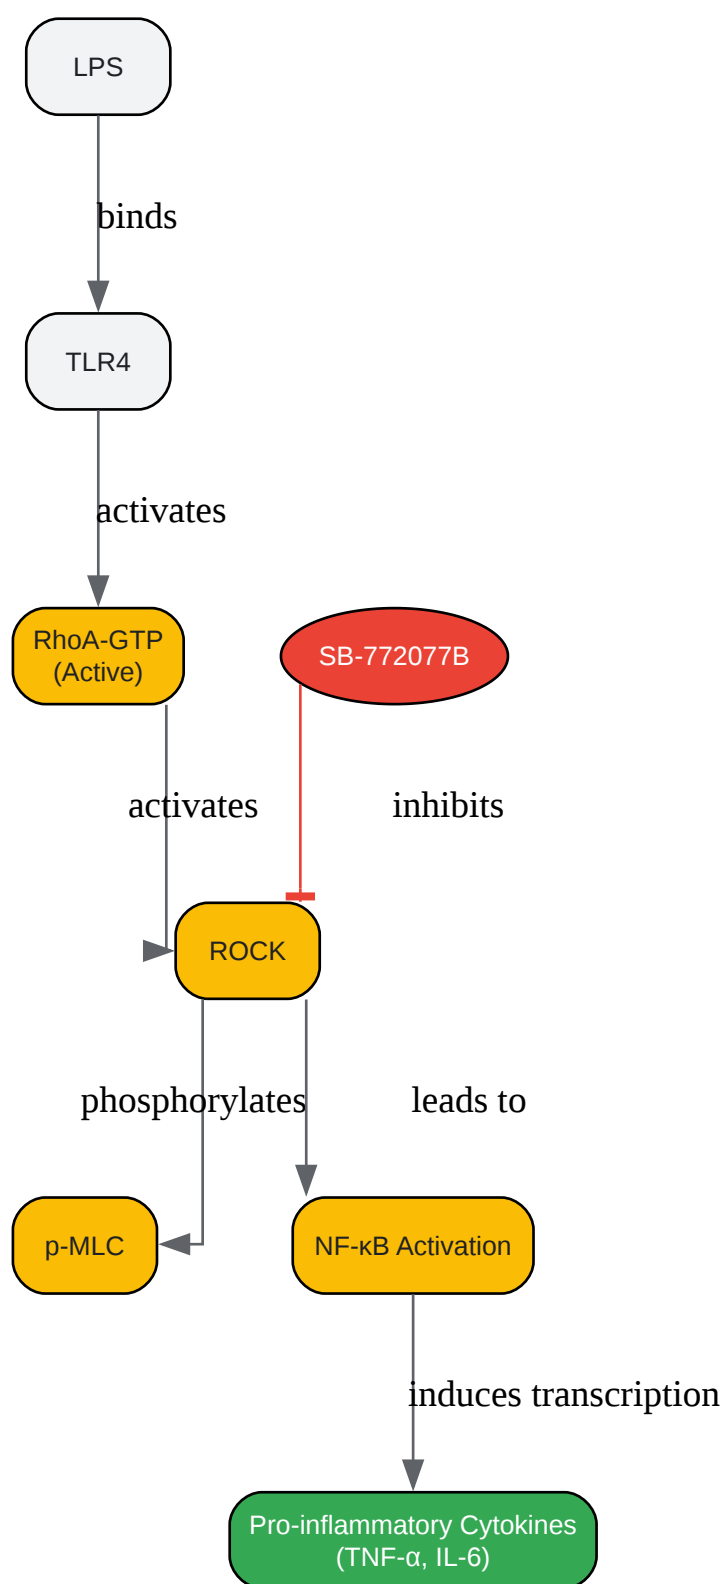 LPS
binds
TLR4
activates
RhoA-GTP
(Active)
SB-772077B
activates
inhibits
ROCK
phosphorylates
leads to
p-MLC
NF-κB Activation
induces transcription
Pro-inflammatory Cytokines
(TNF-α, IL-6)